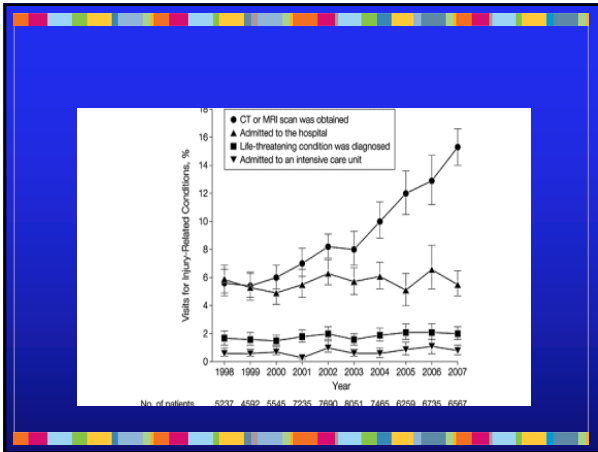 18
CT or MRI scan was obtained
Admitted to the hospital
Life-threatening condition was diagnosed
Admitted to an intensive care unit
16
14
12
10
8
6
4
2
0
Visits for Injury-Related Conditions, %
1998 1999 2000 2001 2002 2003 2004 2005 2006 2007
Year
No. of patients 5237 4592 5545 7235 7690 8051 7465 6259 6735 6567